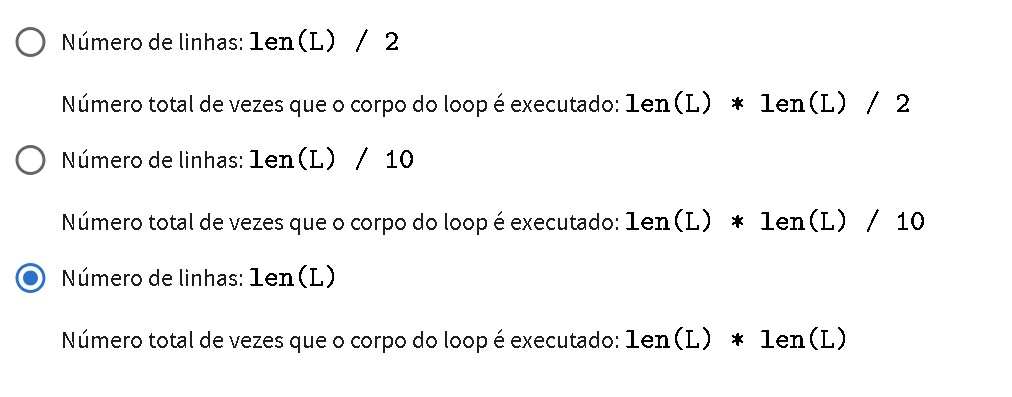 Número de linhas: len(L) / 2
Número total de vezes que o corpo do loop é executado: len(L) * len(L) / 2
Número de linhas: len(L) / 10
Número total de vezes que o corpo do loop é executado: len(L) * len(L) / 10
Número de linhas: len(L)
Número total de vezes que o corpo do loop é executado: len(L) * len(L)